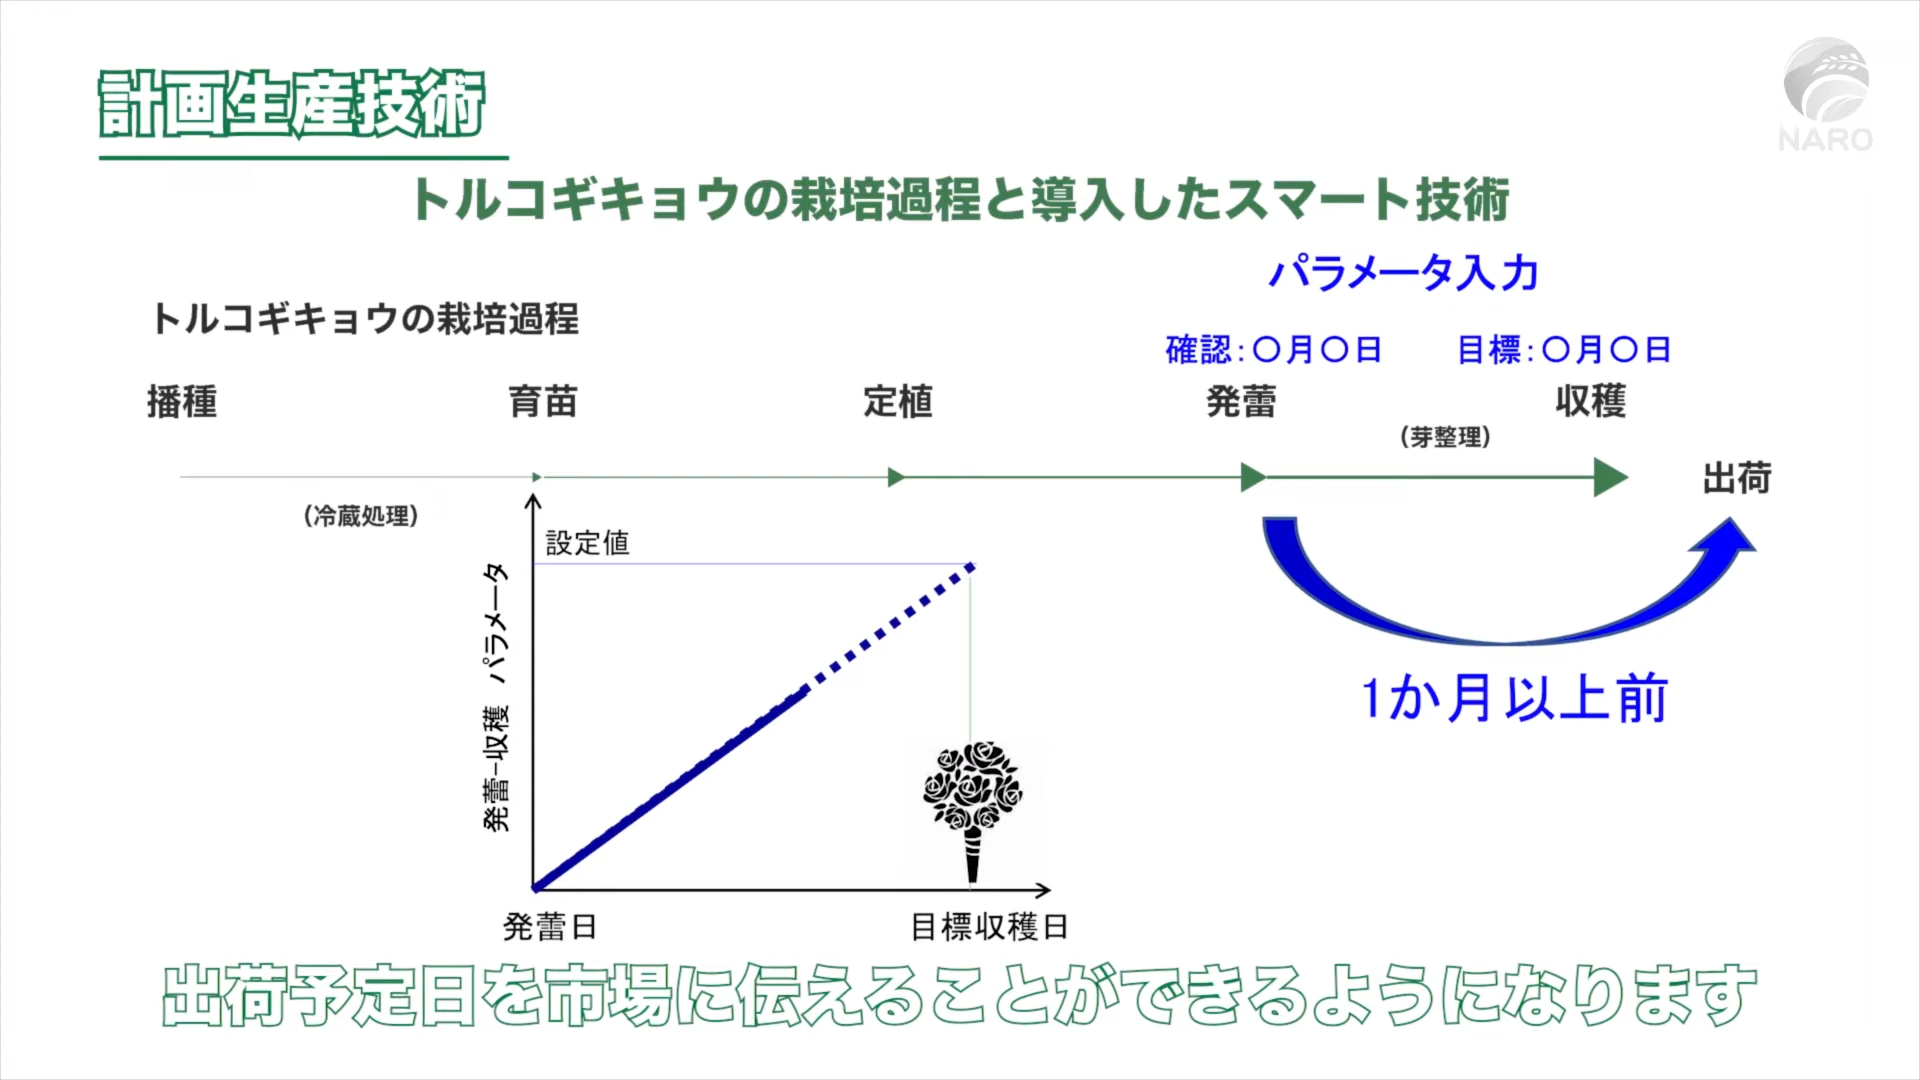 計画生産技術
NARO
トルコギキョウの栽培過程と導入したスマート技術
パラメータ入力
トルコギキョウの栽培過程
確認:〇月〇日 目標:〇月〇日
播種 育苗 定植 発蕾 収穫
(芽整理)
出荷
(冷蔵処理)
設定値
発蕾-収穫 パラメータ
1か月以上前
発蕾日 目標収穫日
出荷予定日を市場に伝えることができるようになります